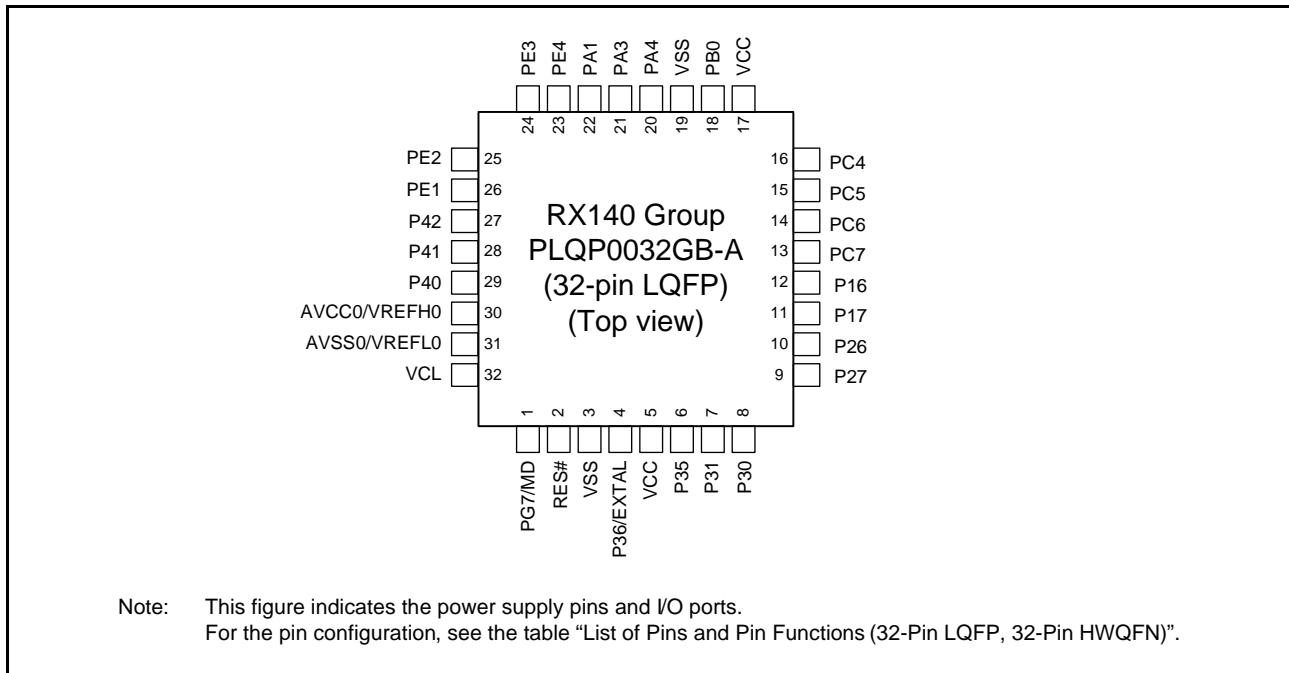 PE3 PE4 PA1 PA3 PA4 VSS PB0 VCC
24 23 22 21 20 19 18 17
PE2 25 16 PC4
PE1 26 15 PC5
P42 27 14 PC6
P41 28 13 PC7
P40 29 12 P16
AVCC0/VREFH0 30 11 P17
AVSS0/VREFL0 31 10 P26
VCL 32 9 P27
RX140 Group
PLQP0032GB-A
(32-pin LQFP)
(Top view)
1 2 3 4 5 6 7 8
PG7/MD RES# VSS P36/EXTAL VCC P35 P31 P30
Note: This figure indicates the power supply pins and I/O ports.
For the pin configuration, see the table “List of Pins and Pin Functions (32-Pin LQFP, 32-Pin HWQFN)”.